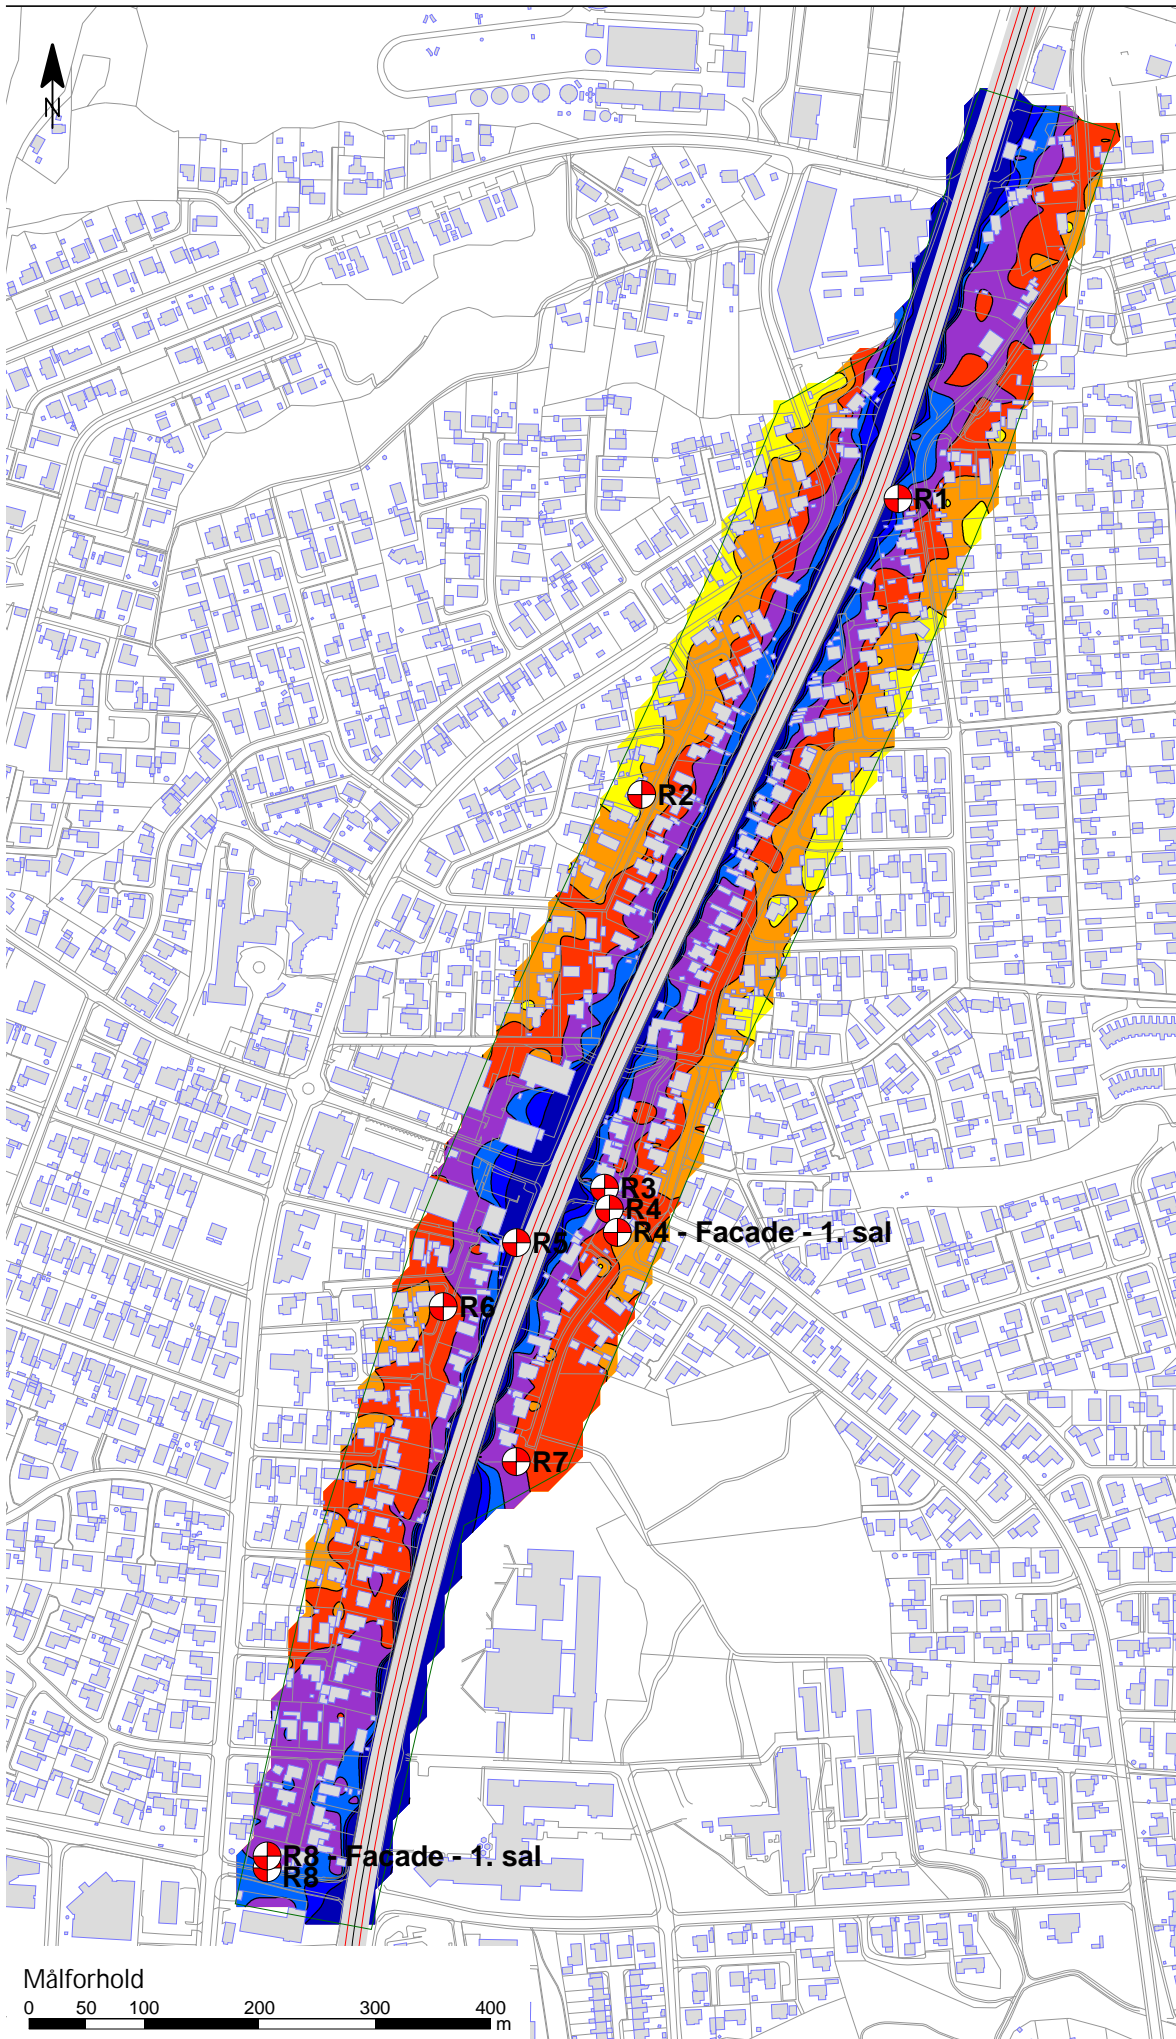 N
R1
R2
R3
R4
R4 - Facade - 1. sal
R5
R6
R7
R8 - Facade - 1. sal
R8
Målforhold
0 50 100 200 300 400
m